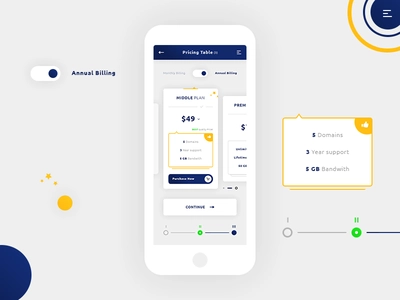 Annual Billing
Pricing Table
Monthly Billing
Annual Billing
MIDDLE PLAN
$49
5 Domains
3 Year support
5 GB Bandwith
Purchase Now
PREM
$
Lifetime
CONTINUE
I
II
III
5 Domains
3 Year support
5 GB Bandwith
I
II